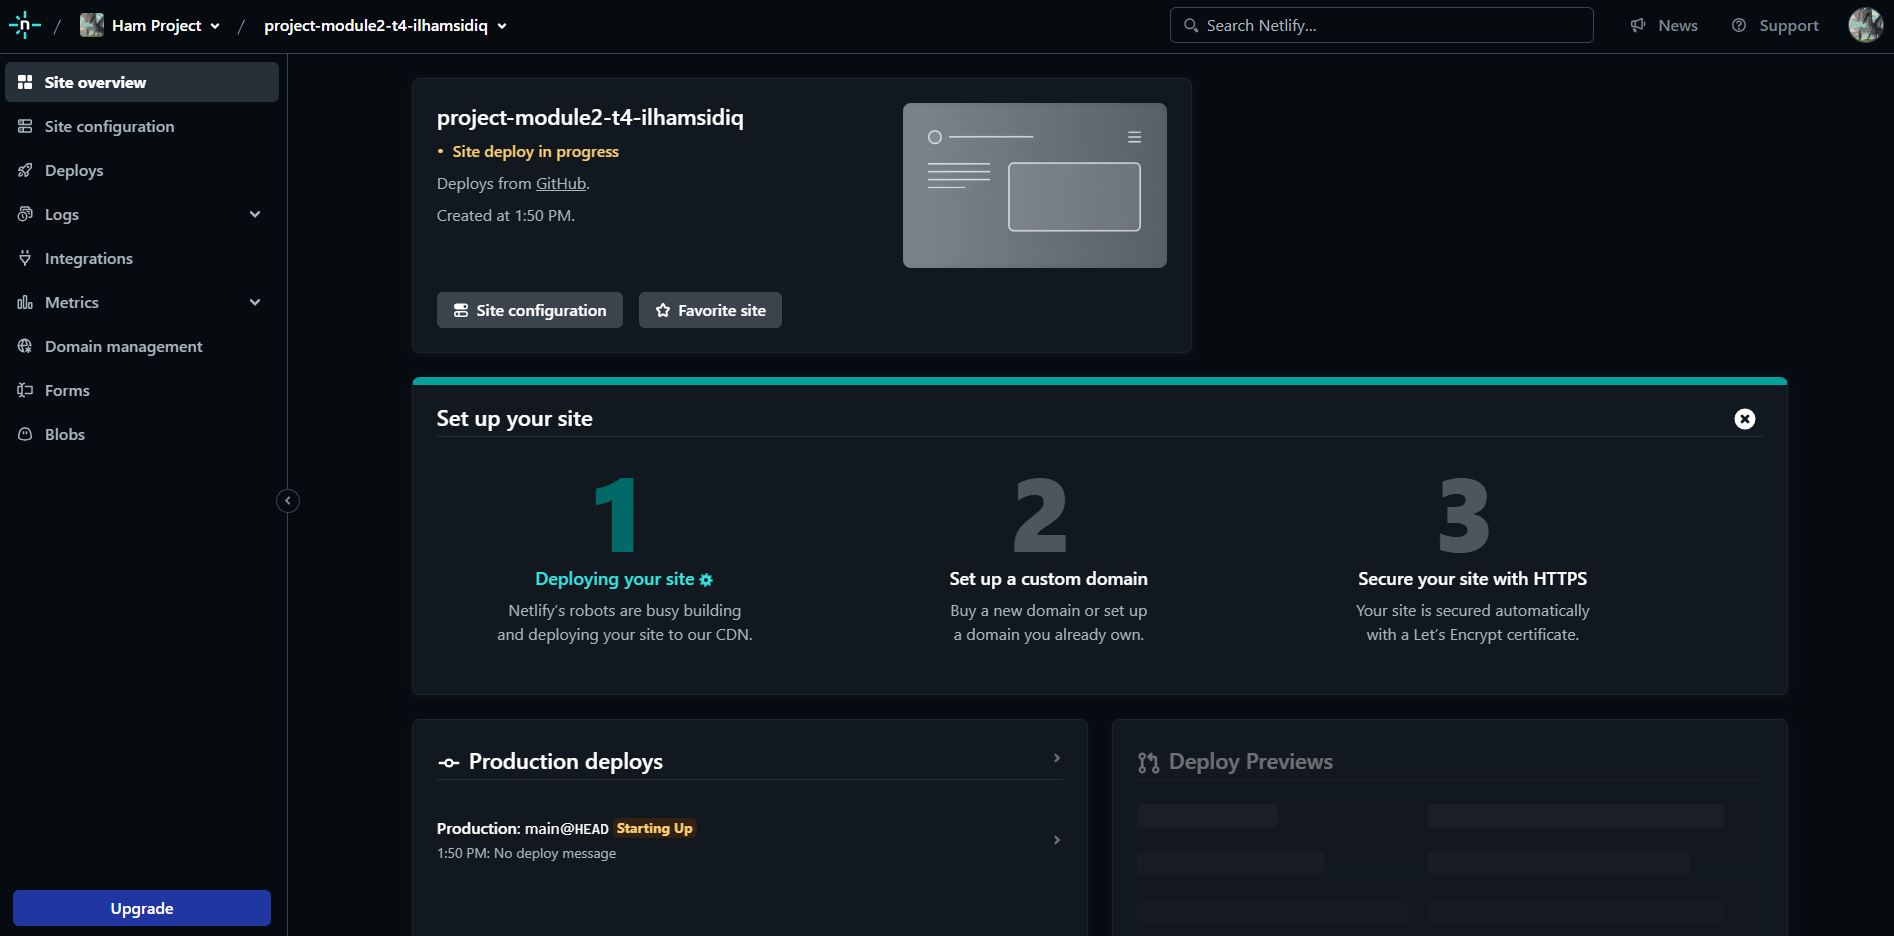 Ham Project
project-module2-t4-ilhamsidiq
Search Netlify...
News
Support
Site overview
Site configuration
Deploys
Logs
Integrations
Metrics
Domain management
Forms
Blobs
Upgrade
project-module2-t4-ilhamsidiq
• Site deploy in progress
Deploys from GitHub.
Created at 1:50 PM.
Site configuration
Favorite site
Set up your site
1
Deploying your site
Netlify’s robots are busy building
and deploying your site to our CDN.
2
Set up a custom domain
Buy a new domain or set up
a domain you already own.
3
Secure your site with HTTPS
Your site is secured automatically
with a Let’s Encrypt certificate.
Production deploys
Production: main@HEAD Starting Up
1:50 PM: No deploy message
Deploy Previews